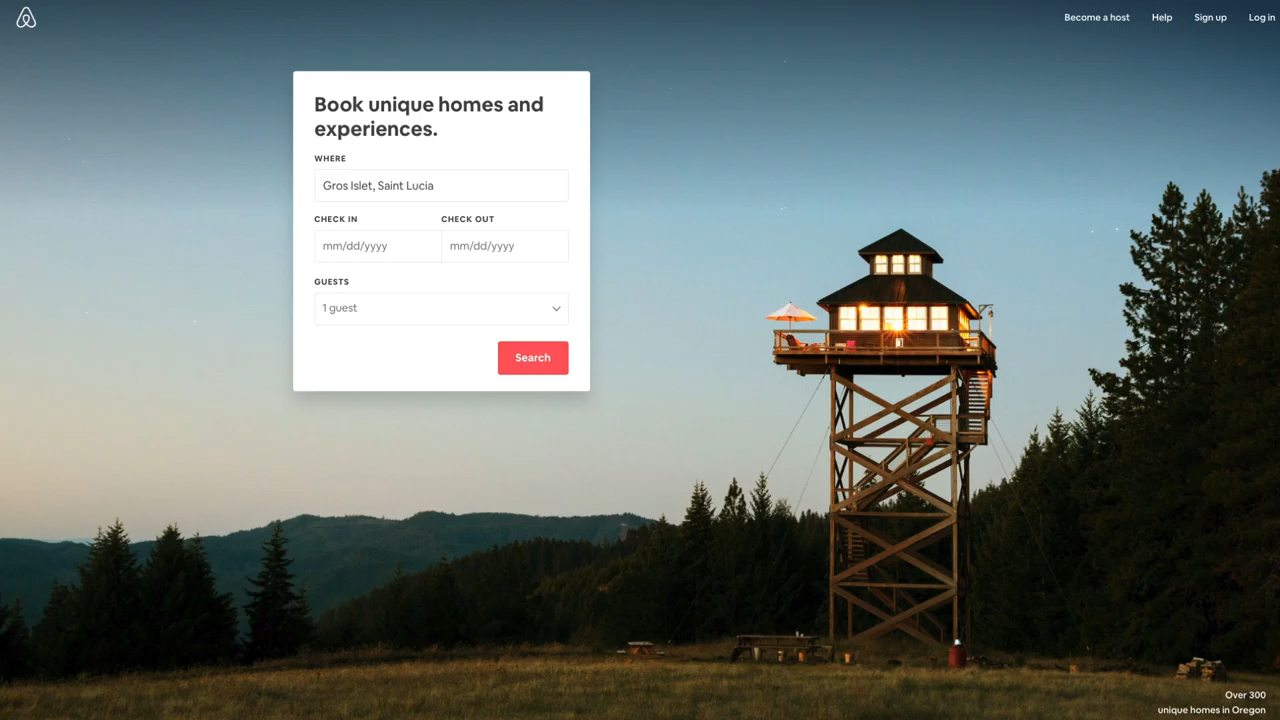 Become a host Help Sign up Log in
Book unique homes and
experiences.
WHERE
Gros Islet, Saint Lucia
CHECK IN CHECK OUT
mm/dd/yyyy mm/dd/yyyy
GUESTS
1 guest
Search
Over 300
unique homes in Oregon